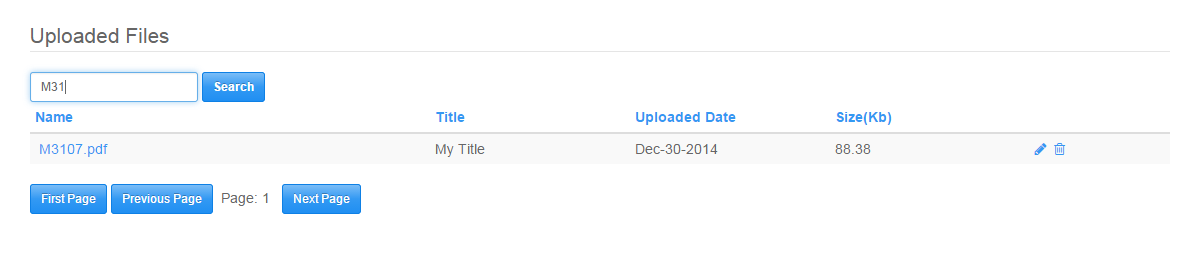 Uploaded Files
M31 Search
Name Title Uploaded Date Size(Kb)
M3107.pdf My Title Dec-30-2014 88.38
First Page Previous Page Page: 1 Next Page